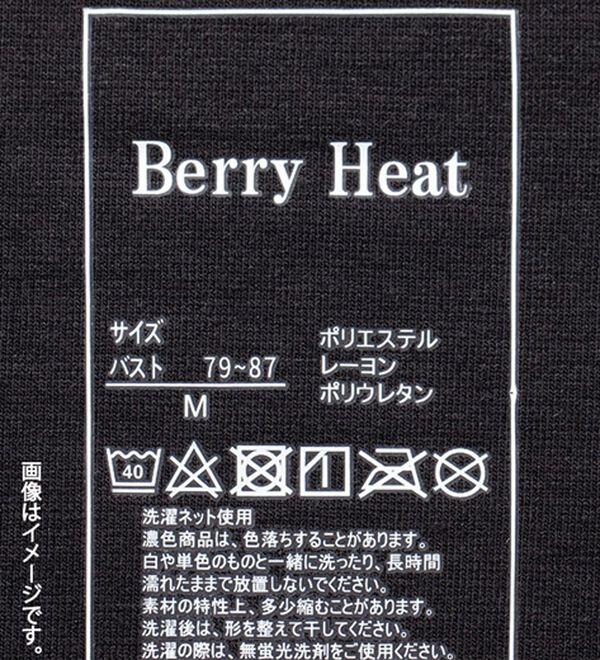 Berry Heat
サイズ
バスト 79~87
M
ポリエステル
レーヨン
ポリウレタン
40
洗濯ネット使用
濃色商品は、色落ちすることがあります。
白や単色のものと一緒に洗ったり、長時間
濡れたままで放置しないでください。
素材の特性上、多少縮むことがあります。
洗濯後は、形を整えて干してください。
洗濯の際は、無蛍光洗剤をご使用ください。
画像はイメージです。